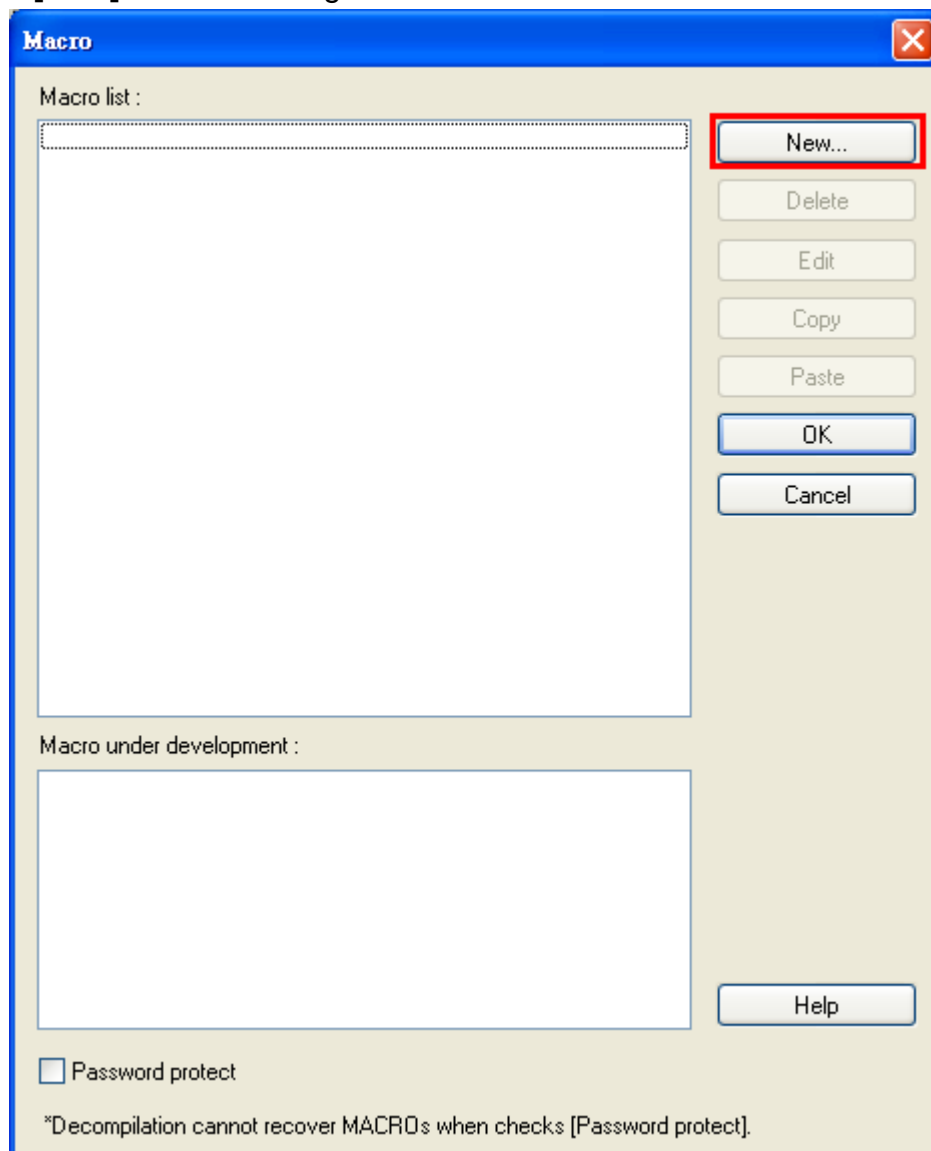 Macro
Macro list :
New...
Delete
Edit
Copy
Paste
OK
Cancel
Macro under development :
Help
Password protect
*Decompilation cannot recover MACROs when checks [Password protect].